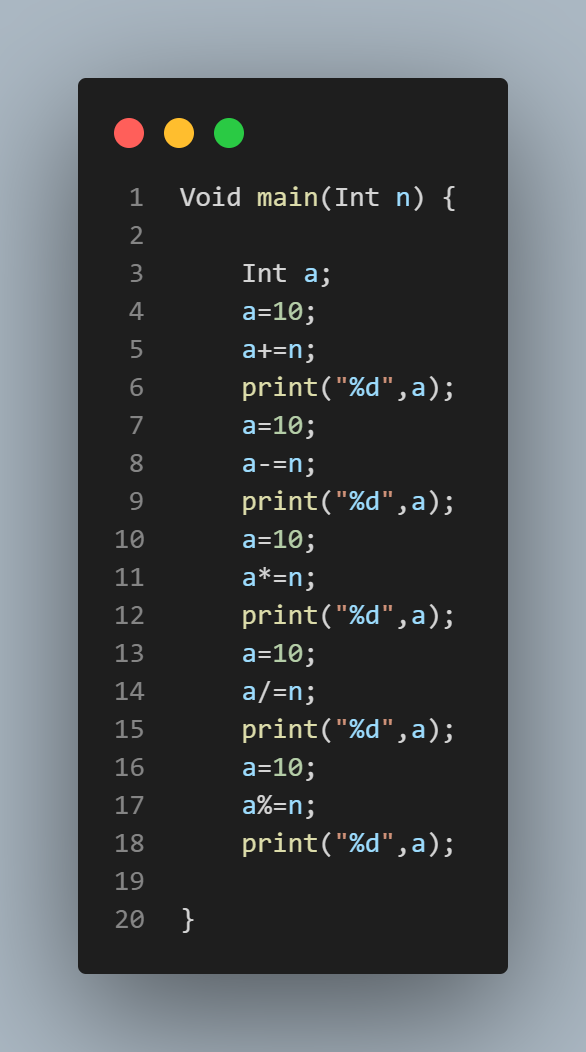 1 Void main(Int n) {
2
3 Int a;
4 a=10;
5 a+=n;
6 print("%d",a);
7 a=10;
8 a-=n;
9 print("%d",a);
10 a=10;
11 a*=n;
12 print("%d",a);
13 a=10;
14 a/=n;
15 print("%d",a);
16 a=10;
17 a%=n;
18 print("%d",a);
19
20 }